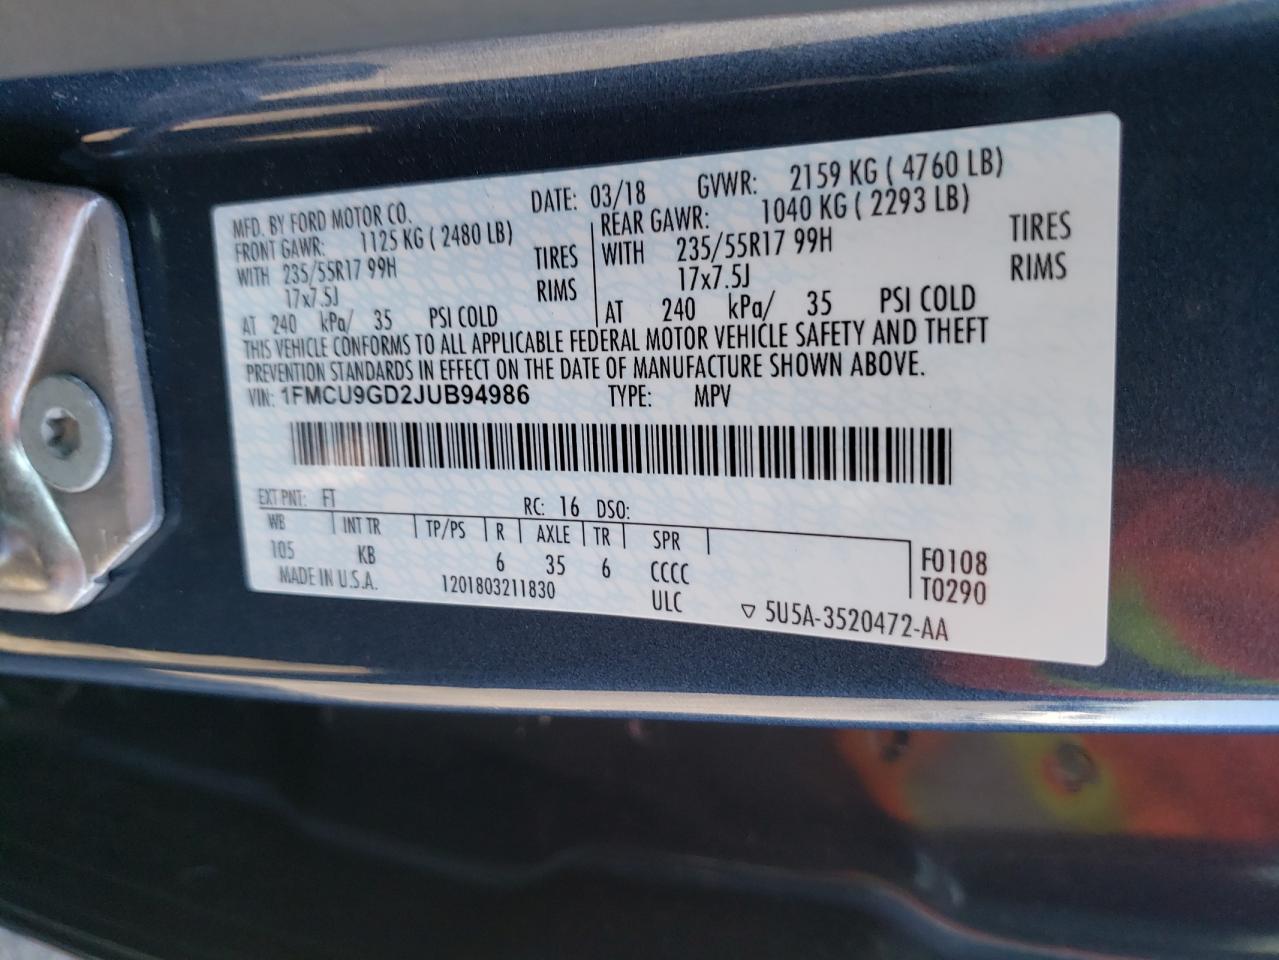 MFD. BY FORD MOTOR CO.
DATE: 03/18 GVWR: 2159 KG ( 4760 LB)
FRONT GAWR: 1125 KG ( 2480 LB)
WITH 235/55R17 99H TIRES
17x7.5J RIMS
AT 240 kPa/ 35 PSI COLD
REAR GAWR: 1040 KG ( 2293 LB)
WITH 235/55R17 99H TIRES
17x7.5J RIMS
AT 240 kPa/ 35 PSI COLD
THIS VEHICLE CONFORMS TO ALL APPLICABLE FEDERAL MOTOR VEHICLE SAFETY AND THEFT
PREVENTION STANDARDS IN EFFECT ON THE DATE OF MANUFACTURE SHOWN ABOVE.
VIN: 1FMCU9GD2JUB94986 TYPE: MPV
EXT PNT: FT RC: 16 DSO:
WB INT TR TP/PS R AXLE TR SPR
105 KB 6 35 6 CCCC
F0108
T0290
MADE IN U.S.A. 1201803211830 ULC
▽ 5U5A-3520472-AA